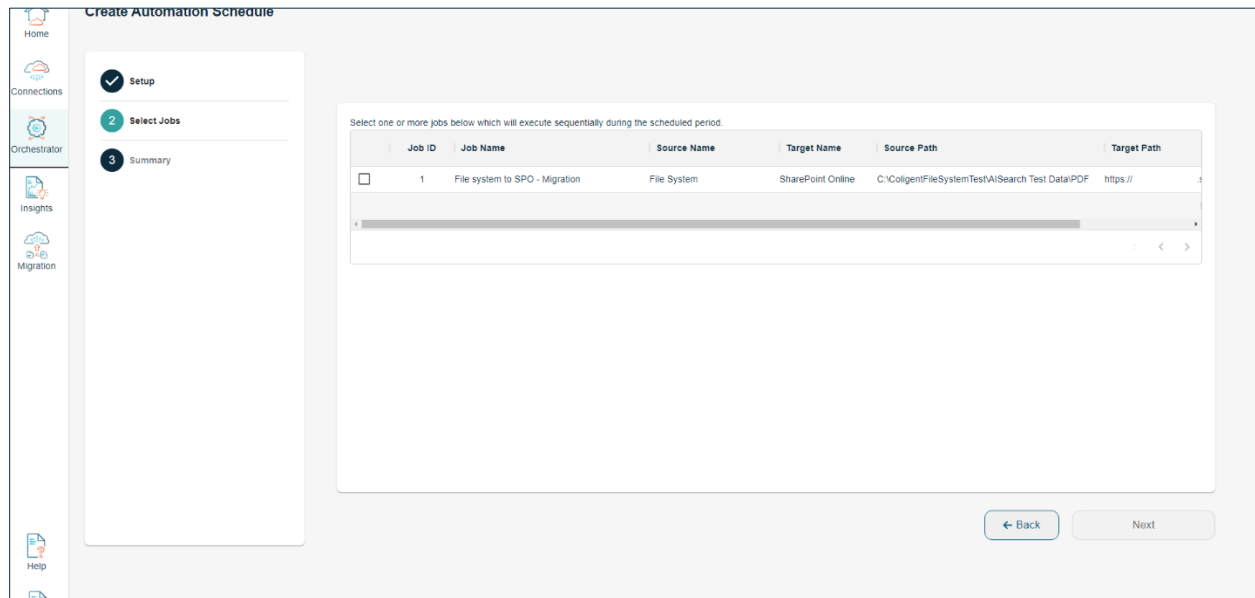 Create Automation Schedule
Home
Connections
Orchestrator
Insights
Migration
Help
Setup
2 Select Jobs
3 Summary
Select one or more jobs below which will execute sequentially during the scheduled period.
Job ID Job Name Source Name Target Name Source Path Target Path
1 File system to SPO - Migration File System SharePoint Online C:\ColigentFileSystemTest\AISearch Test Data\PDF https://
Back
Next